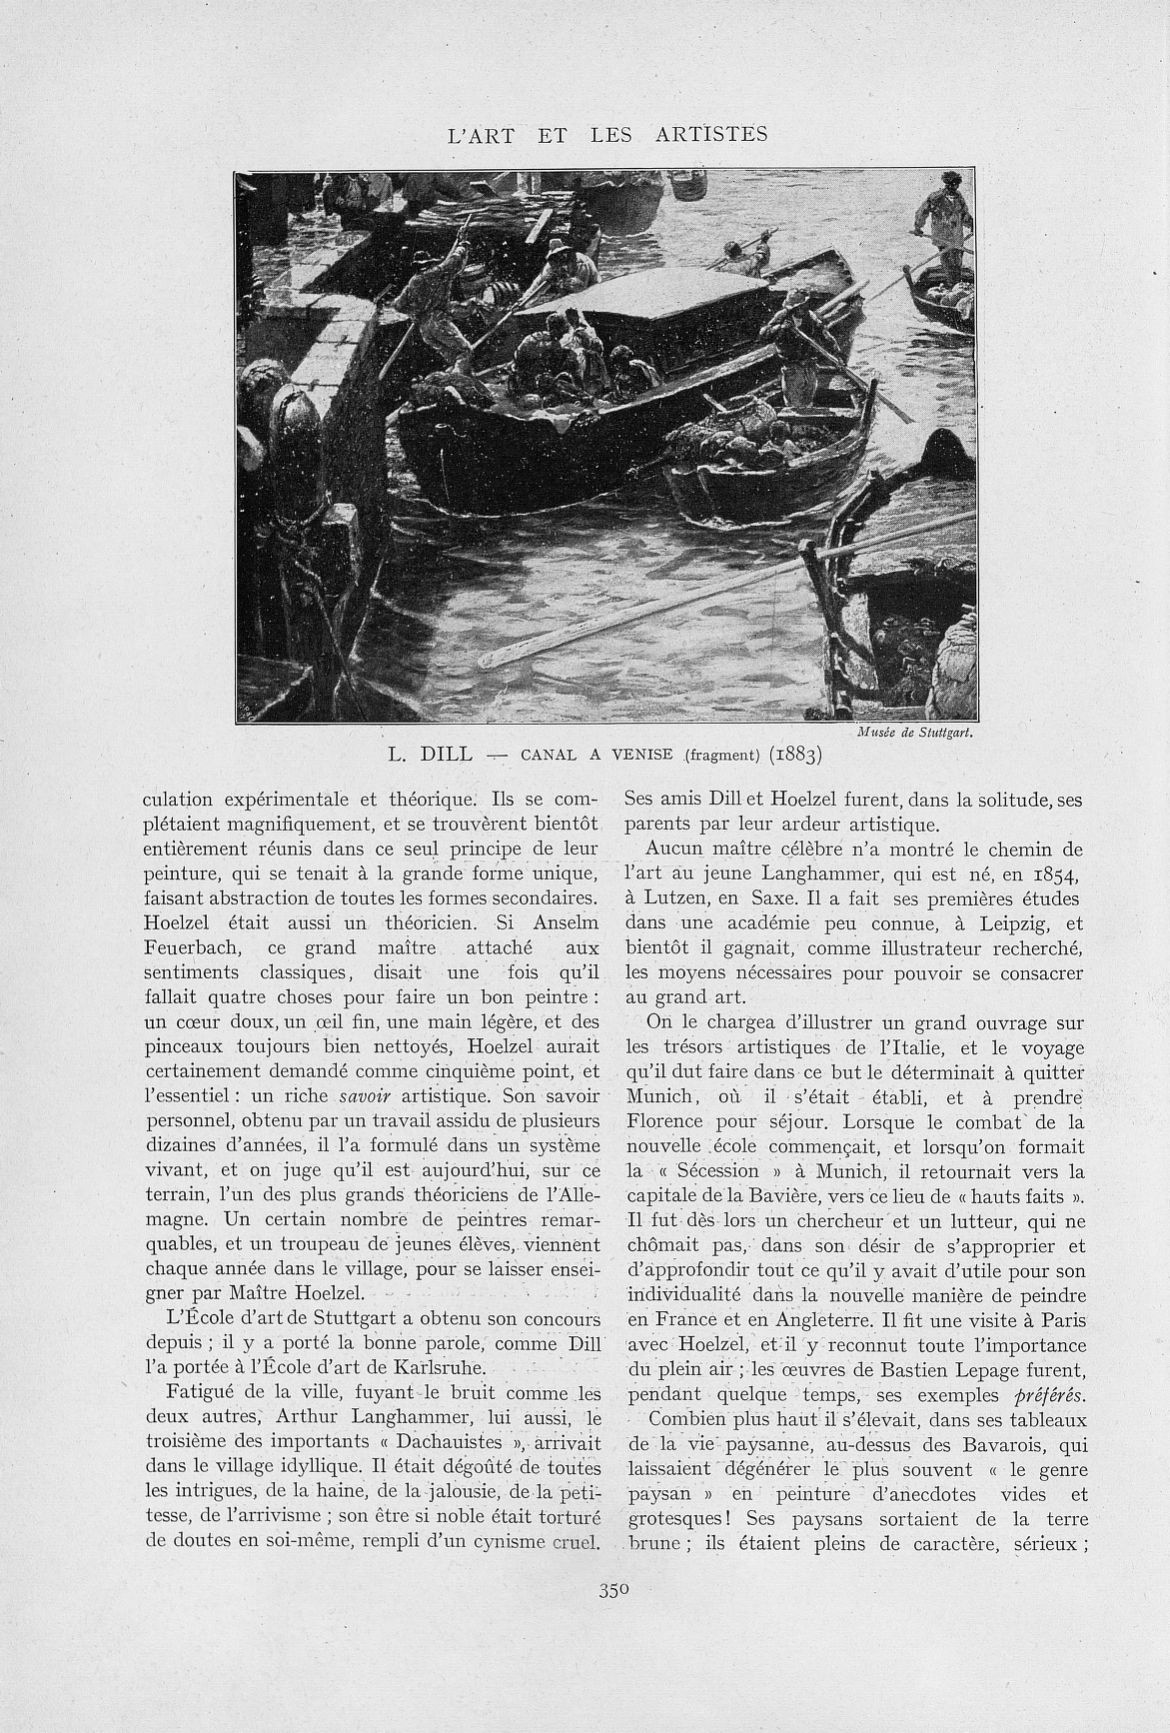 L'ART ET LES ARTISTES
Musée de Stuttgart.
L. DILL — CANAL A VENISE (fragment) (1883)
culation expérimentale et théorique. Ils se com-
plétaient magnifiquement, et se trouvèrent bientôt
entièrement réunis dans ce seul principe de leur
peinture, qui se tenait à la grande forme unique,
faisant abstraction de toutes les formes secondaires.
Hoelzel était aussi un théoricien. Si Anselm
Feuerbach, ce grand maître attaché aux
sentiments classiques, disait une fois qu'il
fallait quatre choses pour faire un bon peintre :
un cœur doux, un œil fin, une main légère, et des
pinceaux toujours bien nettoyés, Hoelzel aurait
certainement demandé comme cinquième point, et
l'essentiel : un riche savoir artistique. Son savoir
personnel, obtenu par un travail assidu de plusieurs
dizaines d'années, il l'a formulé dans un système
vivant, et on juge qu'il est aujourd'hui, sur ce
terrain, l'un des plus grands théoriciens de l'Alle-
magne. Un certain nombre de peintres remar-
quables, et un troupeau de jeunes élèves, viennent
chaque année dans le village, pour se laisser ensei-
gner par Maître Hoelzel.
L'École d'art de Stuttgart a obtenu son concours
depuis ; il y a porté la bonne parole, comme Dill
l'a portée à l'École d'art de Karlsruhe.
Fatigué de la ville, fuyant le bruit comme les
deux autres, Arthur Langhammer, lui aussi, le
troisième des importants « Dachauistes », arrivait
dans le village idyllique. Il était dégoûté de toutes
les intrigues, de la haine, de la jalousie, de la peti-
tesse, de l'arrivisme ; son être si noble était torturé
de doutes en soi-même, rempli d'un cynisme cruel.
Ses amis Dill et Hoelzel furent, dans la solitude, ses
parents par leur ardeur artistique.
Aucun maître célèbre n'a montré le chemin de
l'art au jeune Langhammer, qui est né, en 1854,
à Lutzen, en Saxe. Il a fait ses premières études
dans une académie peu connue, à Leipzig, et
bientôt il gagnait, comme illustrateur recherché,
les moyens nécessaires pour pouvoir se consacrer
au grand art.
On le chargea d'illustrer un grand ouvrage sur
les trésors artistiques de l'Italie, et le voyage
qu'il dut faire dans ce but le déterminait à quitter
Munich, où il s'était établi, et à prendre
Florence pour séjour. Lorsque le combat de la
nouvelle école commençait, et lorsqu'on formait
la « Sécession » à Munich, il retournait vers la
capitale de la Bavière, vers ce lieu de « hauts faits ».
Il fut dès lors un chercheur et un lutteur, qui ne
chômait pas, dans son désir de s'approprier et
d'approfondir tout ce qu'il y avait d'utile pour son
individualité dans la nouvelle manière de peindre
en France et en Angleterre. Il fit une visite à Paris
avec Hoelzel, et il y reconnut toute l'importance
du plein air ; les œuvres de Bastien Lepage furent,
pendant quelque temps, ses exemples préférés.
Combien plus haut il s'élevait, dans ses tableaux
de la vie paysanne, au-dessus des Bavarois, qui
laissaient dégénérer le plus souvent « le genre
paysan » en peinture d'anecdotes vides et
grotesques! Ses paysans sortaient de la terre
brune ; ils étaient pleins de caractère, sérieux ;
350